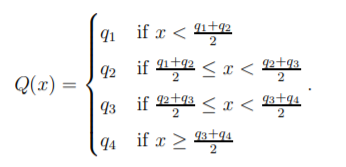 Q(x) = { q₁ if x < (q₁+q₂)/2
q₂ if (q₁+q₂)/2 ≤ x < (q₂+q₃)/2
q₃ if (q₂+q₃)/2 ≤ x < (q₃+q₄)/2
q₄ if x ≥ (q₃+q₄)/2 .